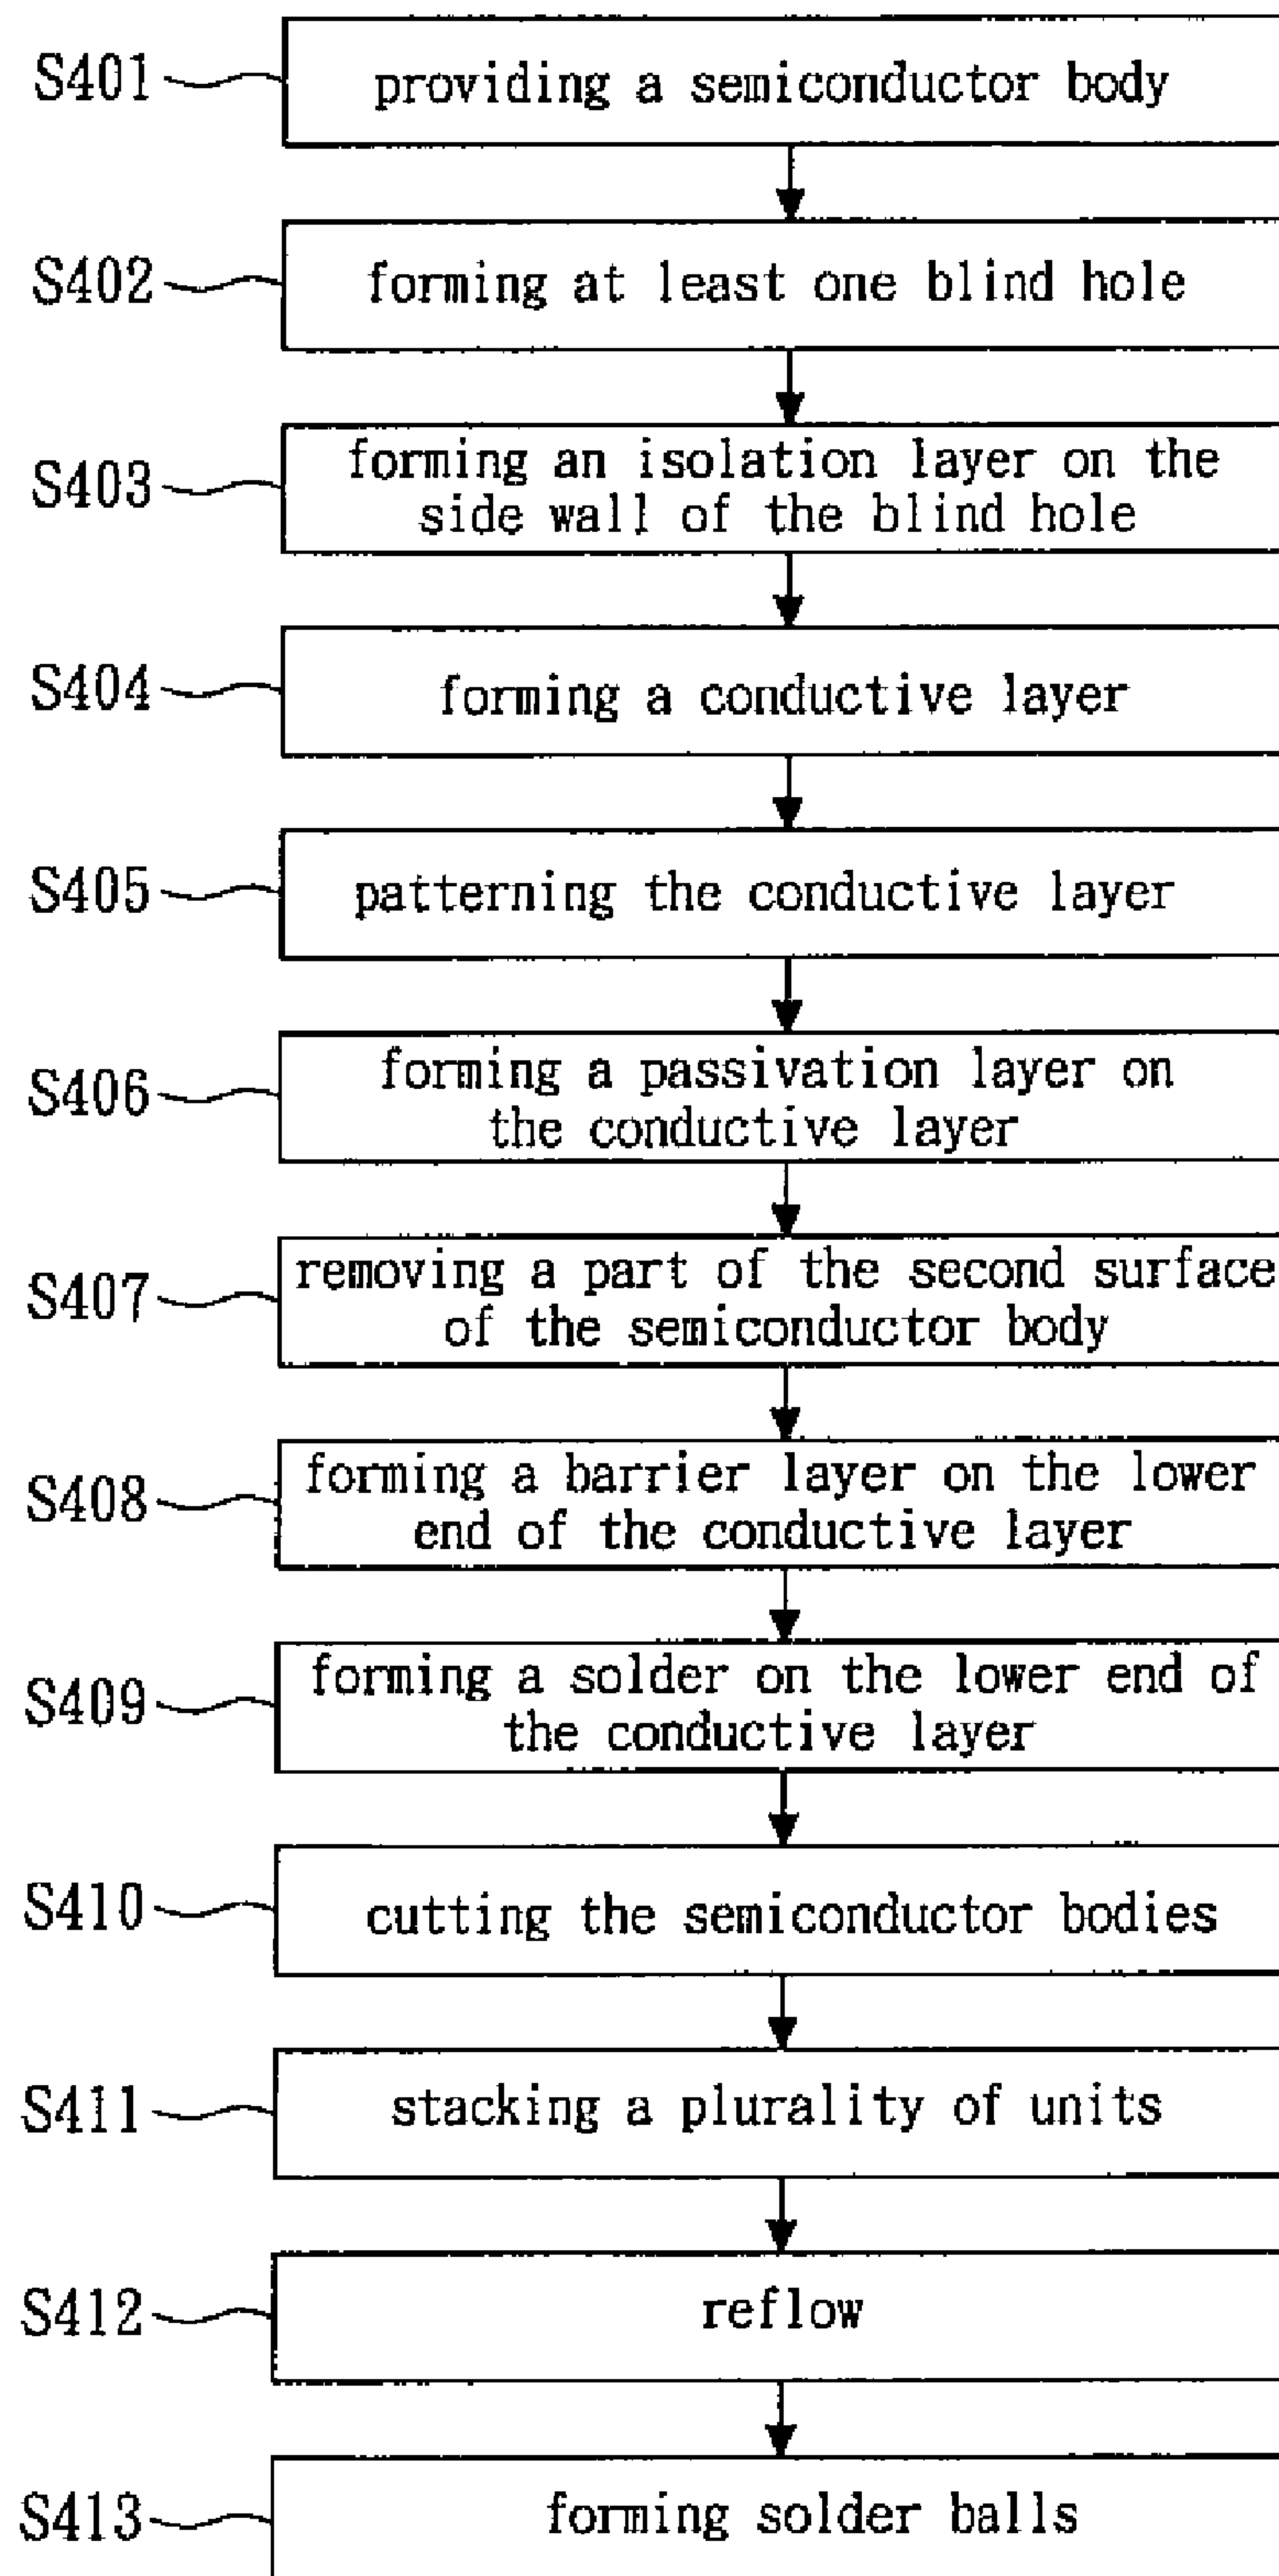 S401 providing a semiconductor body
S402 forming at least one blind hole
S403 forming an isolation layer on the
side wall of the blind hole
S404 forming a conductive layer
S405 patterning the conductive layer
S406 forming a passivation layer on
the conductive layer
S407 removing a part of the second surface
of the semiconductor body
S408 forming a barrier layer on the lower
end of the conductive layer
S409 forming a solder on the lower end of
the conductive layer
S410 cutting the semiconductor bodies
S411 stacking a plurality of units
S412 reflow
S413 forming solder balls